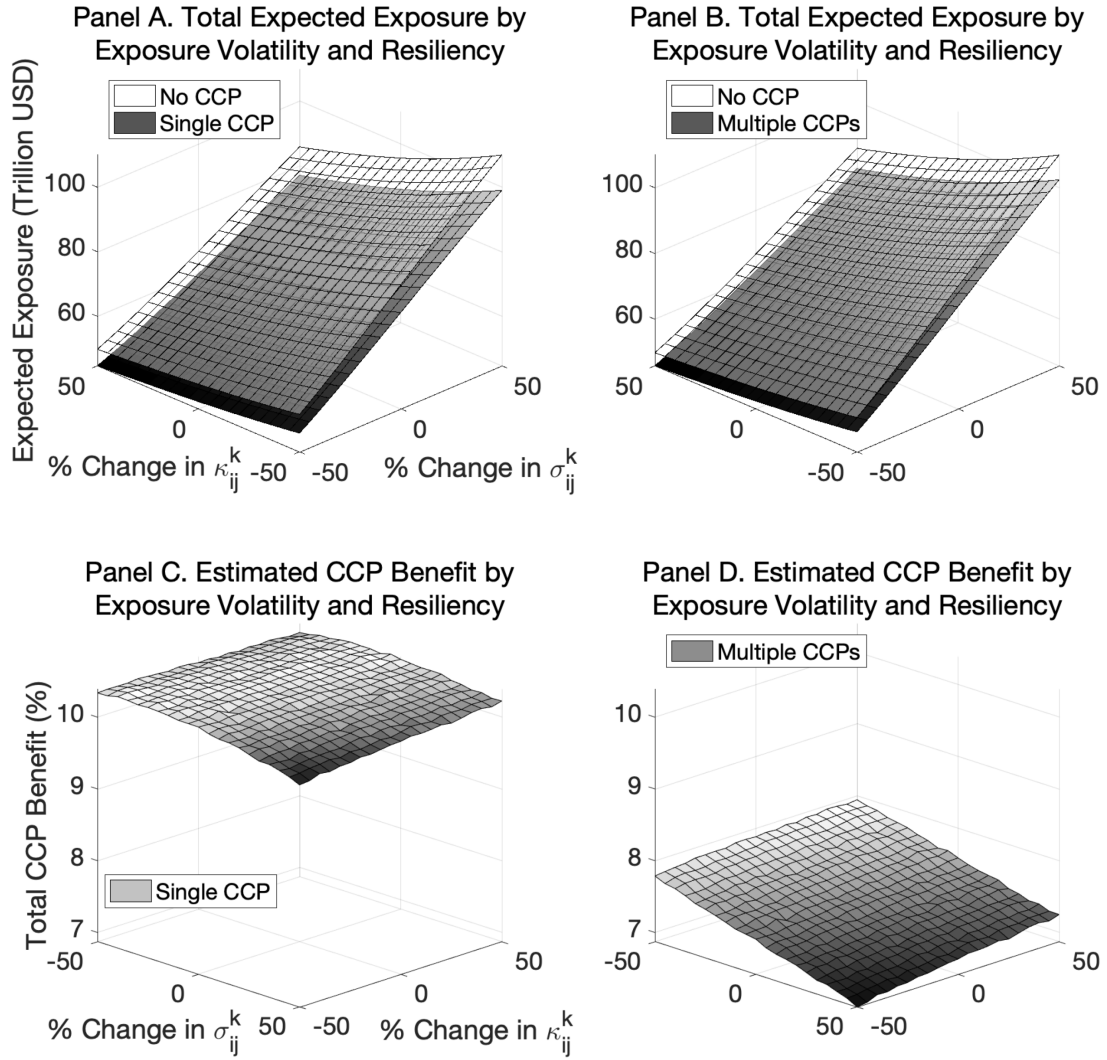 Panel A. Total Expected Exposure by
Exposure Volatility and Resiliency
No CCP
Single CCP
Expected Exposure (Trillion USD)
100
80
60
50
0
-50
% Change in κ_ij^k
-50
0
50
% Change in σ_ij^k
Panel B. Total Expected Exposure by
Exposure Volatility and Resiliency
No CCP
Multiple CCPs
100
80
60
50
0
-50
-50
0
50
Panel C. Estimated CCP Benefit by
Exposure Volatility and Resiliency
Single CCP
Total CCP Benefit (%)
10
9
8
7
-50
0
50
% Change in σ_ij^k
-50
0
50
% Change in κ_ij^k
Panel D. Estimated CCP Benefit by
Exposure Volatility and Resiliency
Multiple CCPs
10
9
8
7
-50
0
50
-50
0
50